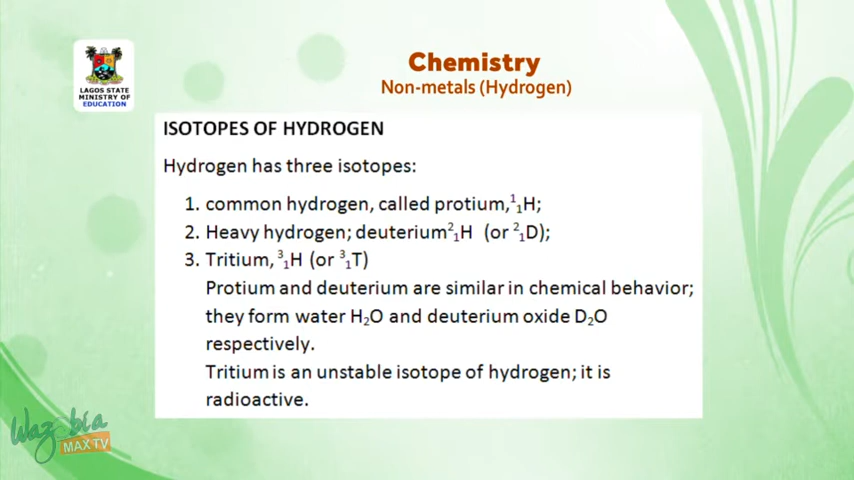 LAGOS STATE
MINISTRY OF
EDUCATION
Chemistry
Non-metals (Hydrogen)
ISOTOPES OF HYDROGEN
Hydrogen has three isotopes:
1. common hydrogen, called protium,¹₁H;
2. Heavy hydrogen; deuterium²₁H (or ²₁D);
3. Tritium, ³₁H (or ³₁T)
Protium and deuterium are similar in chemical behavior;
they form water H₂O and deuterium oxide D₂O
respectively.
Tritium is an unstable isotope of hydrogen; it is
radioactive.
Wazobia
MAX TV